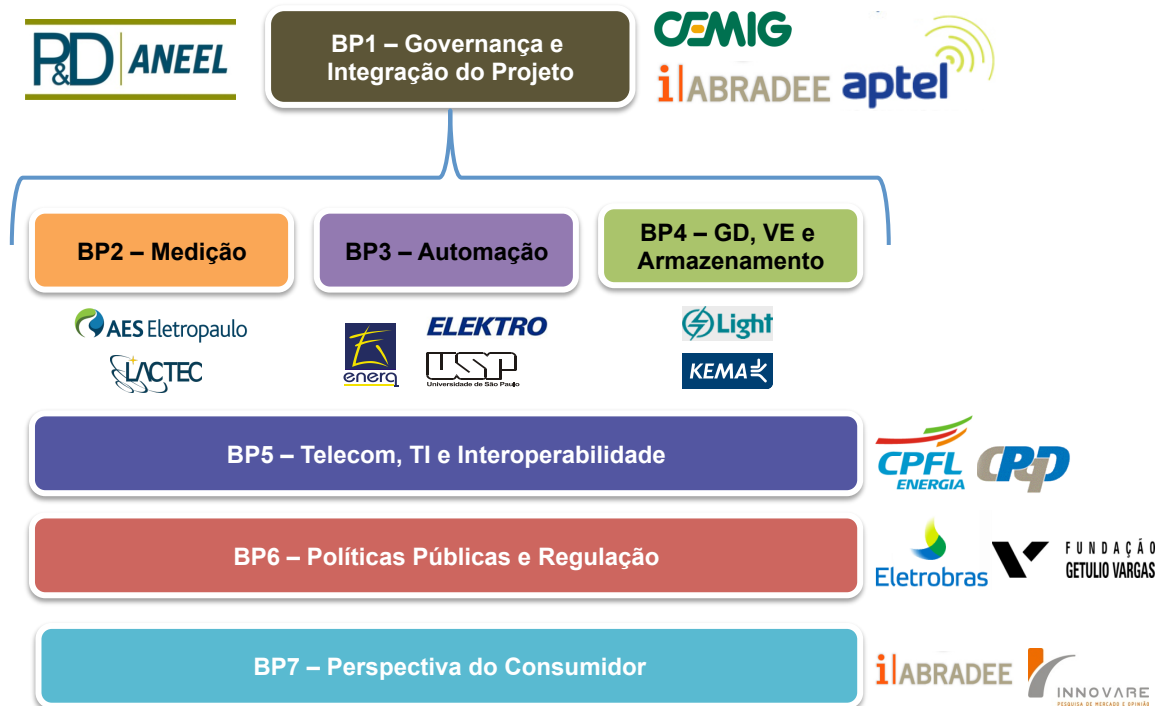 P&D ANEEL
BP1 – Governança e
Integração do Projeto
CEMIG
i|ABRADEE aptel
BP2 – Medição
BP3 – Automação
BP4 – GD, VE e
Armazenamento
AES Eletropaulo
LACTEC
enerq
ELEKTRO
USP
Universidade de São Paulo
Light
KEMA
BP5 – Telecom, TI e Interoperabilidade
CPFL
ENERGIA
CPqD
BP6 – Políticas Públicas e Regulação
Eletrobras
FUNDAÇÃO
GETULIO VARGAS
BP7 – Perspectiva do Consumidor
i|ABRADEE
INNOVARE
PESQUISA DE MERCADO E OPINIÃO